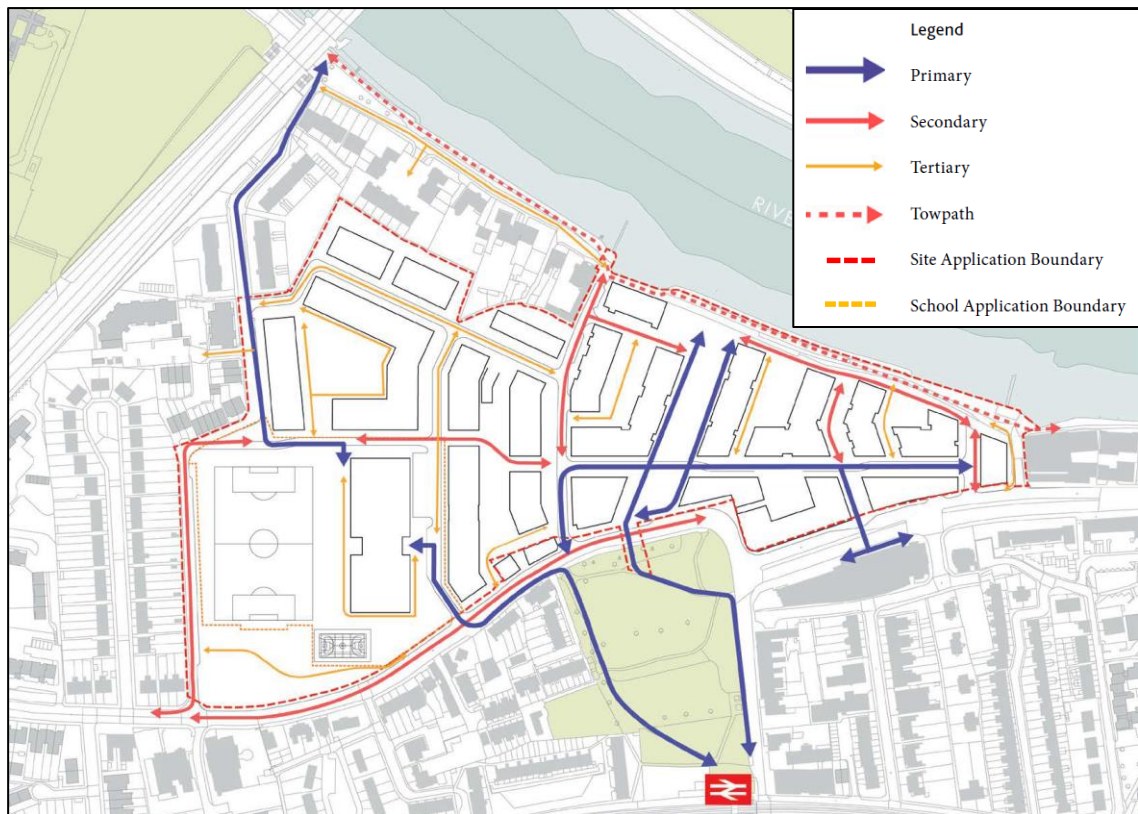 Legend
Primary
Secondary
Tertiary
Towpath
Site Application Boundary
School Application Boundary
RIVE